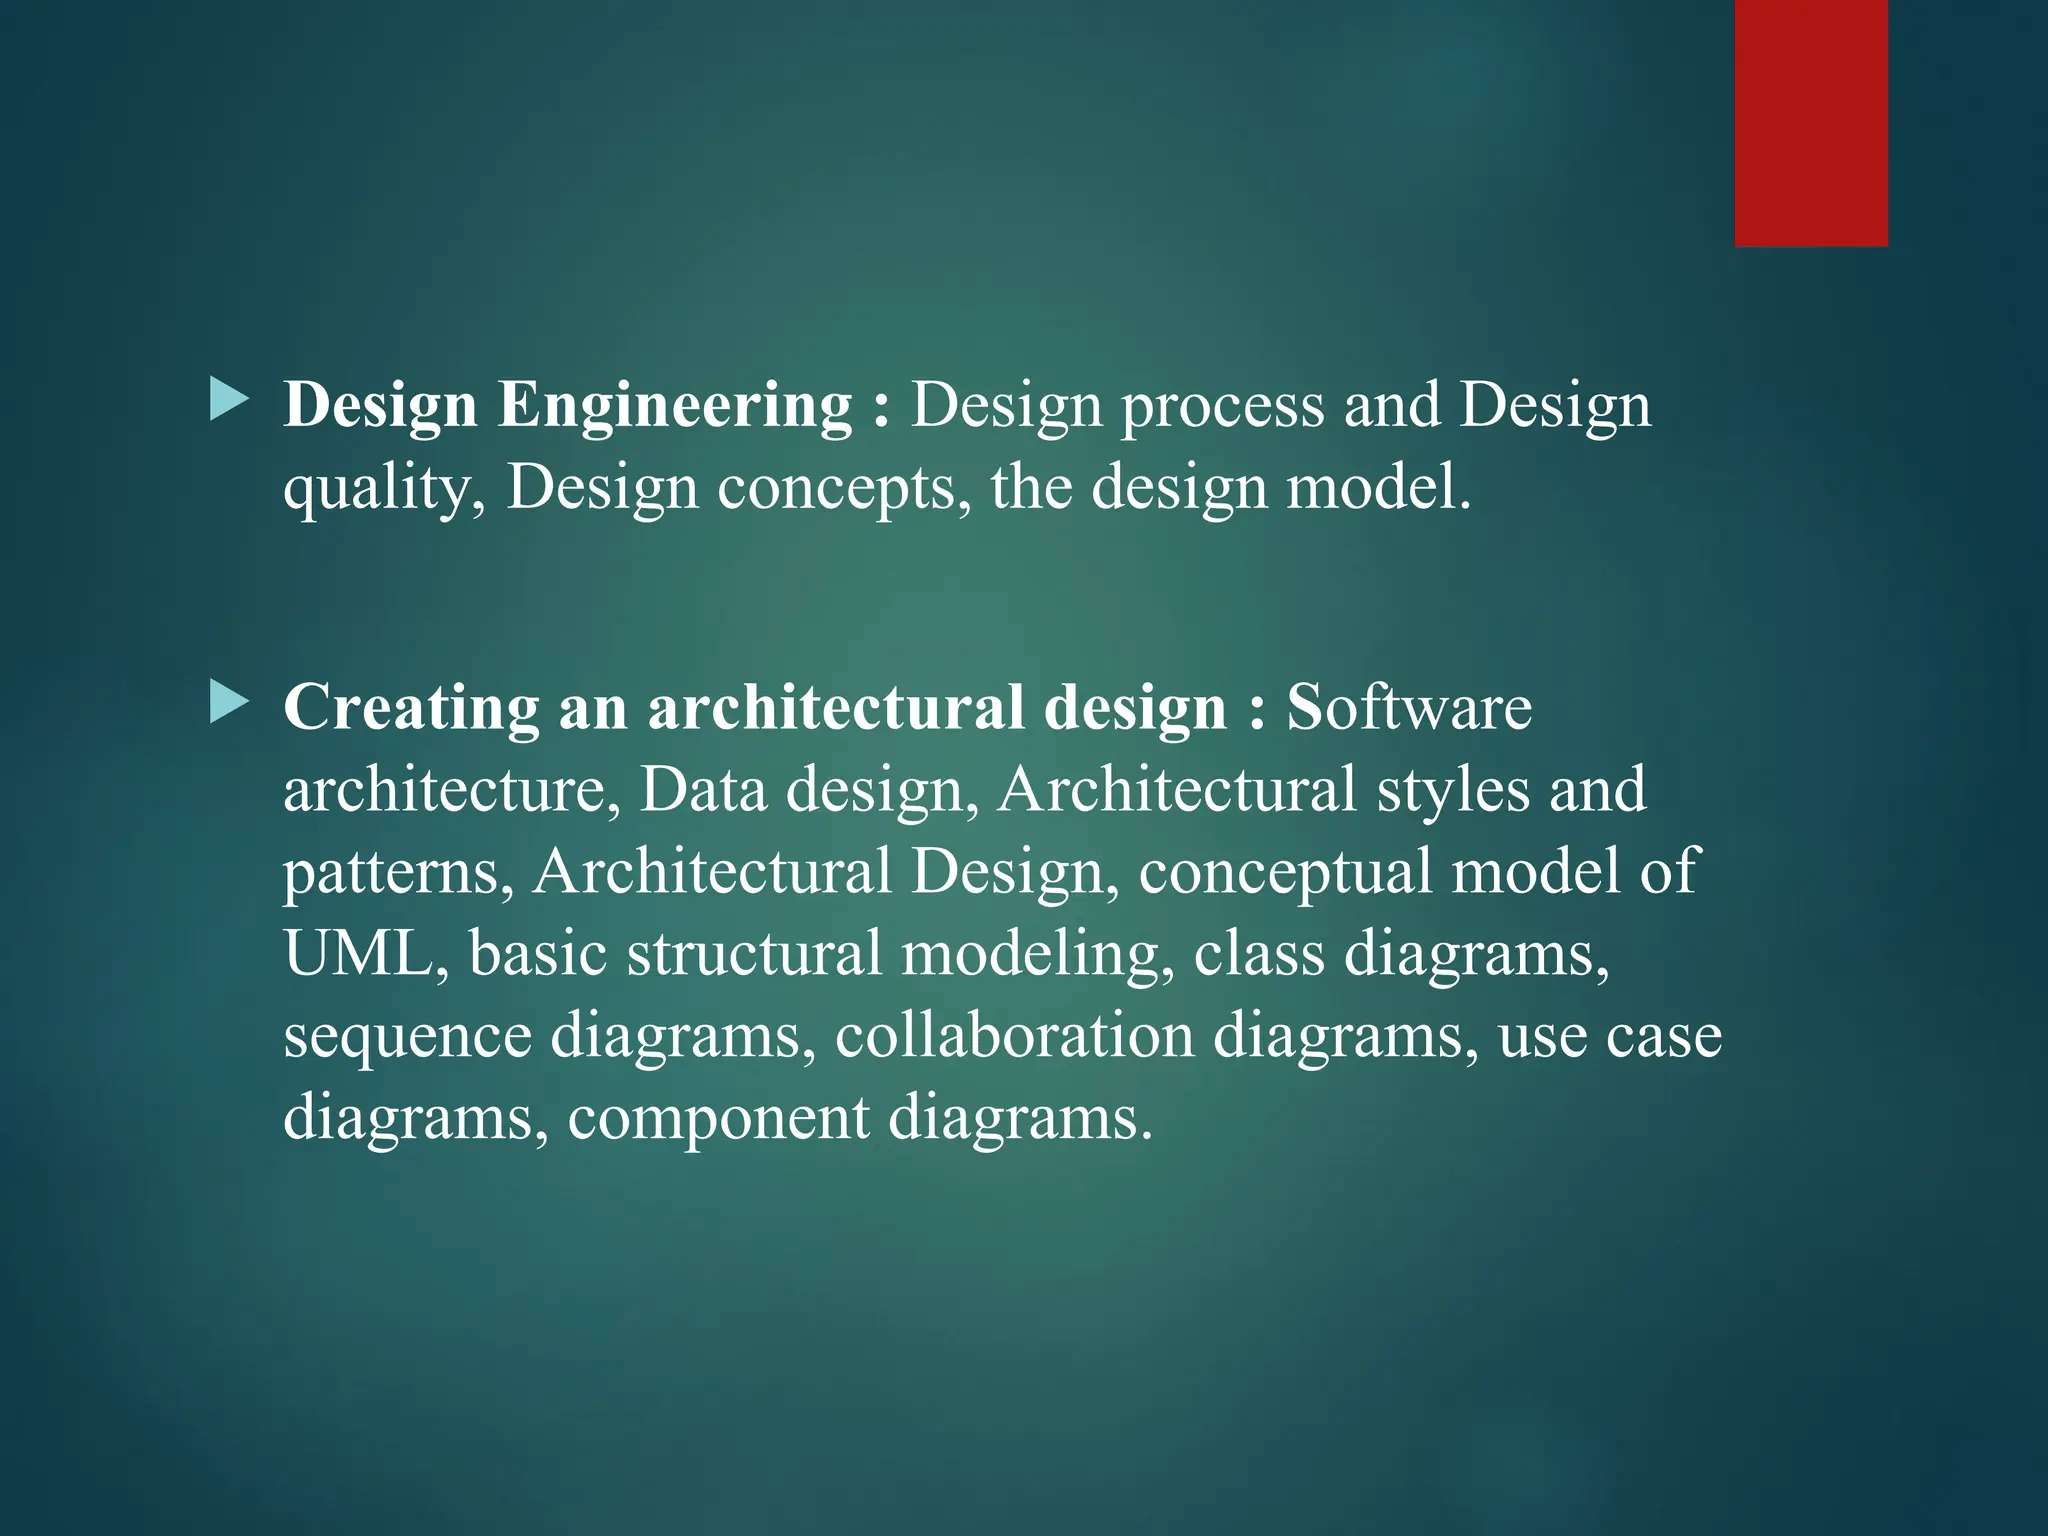 Design Engineering : Design process and Design
quality, Design concepts, the design model.
Creating an architectural design : Software
architecture, Data design, Architectural styles and
patterns, Architectural Design, conceptual model of
UML, basic structural modeling, class diagrams,
sequence diagrams, collaboration diagrams, use case
diagrams, component diagrams.